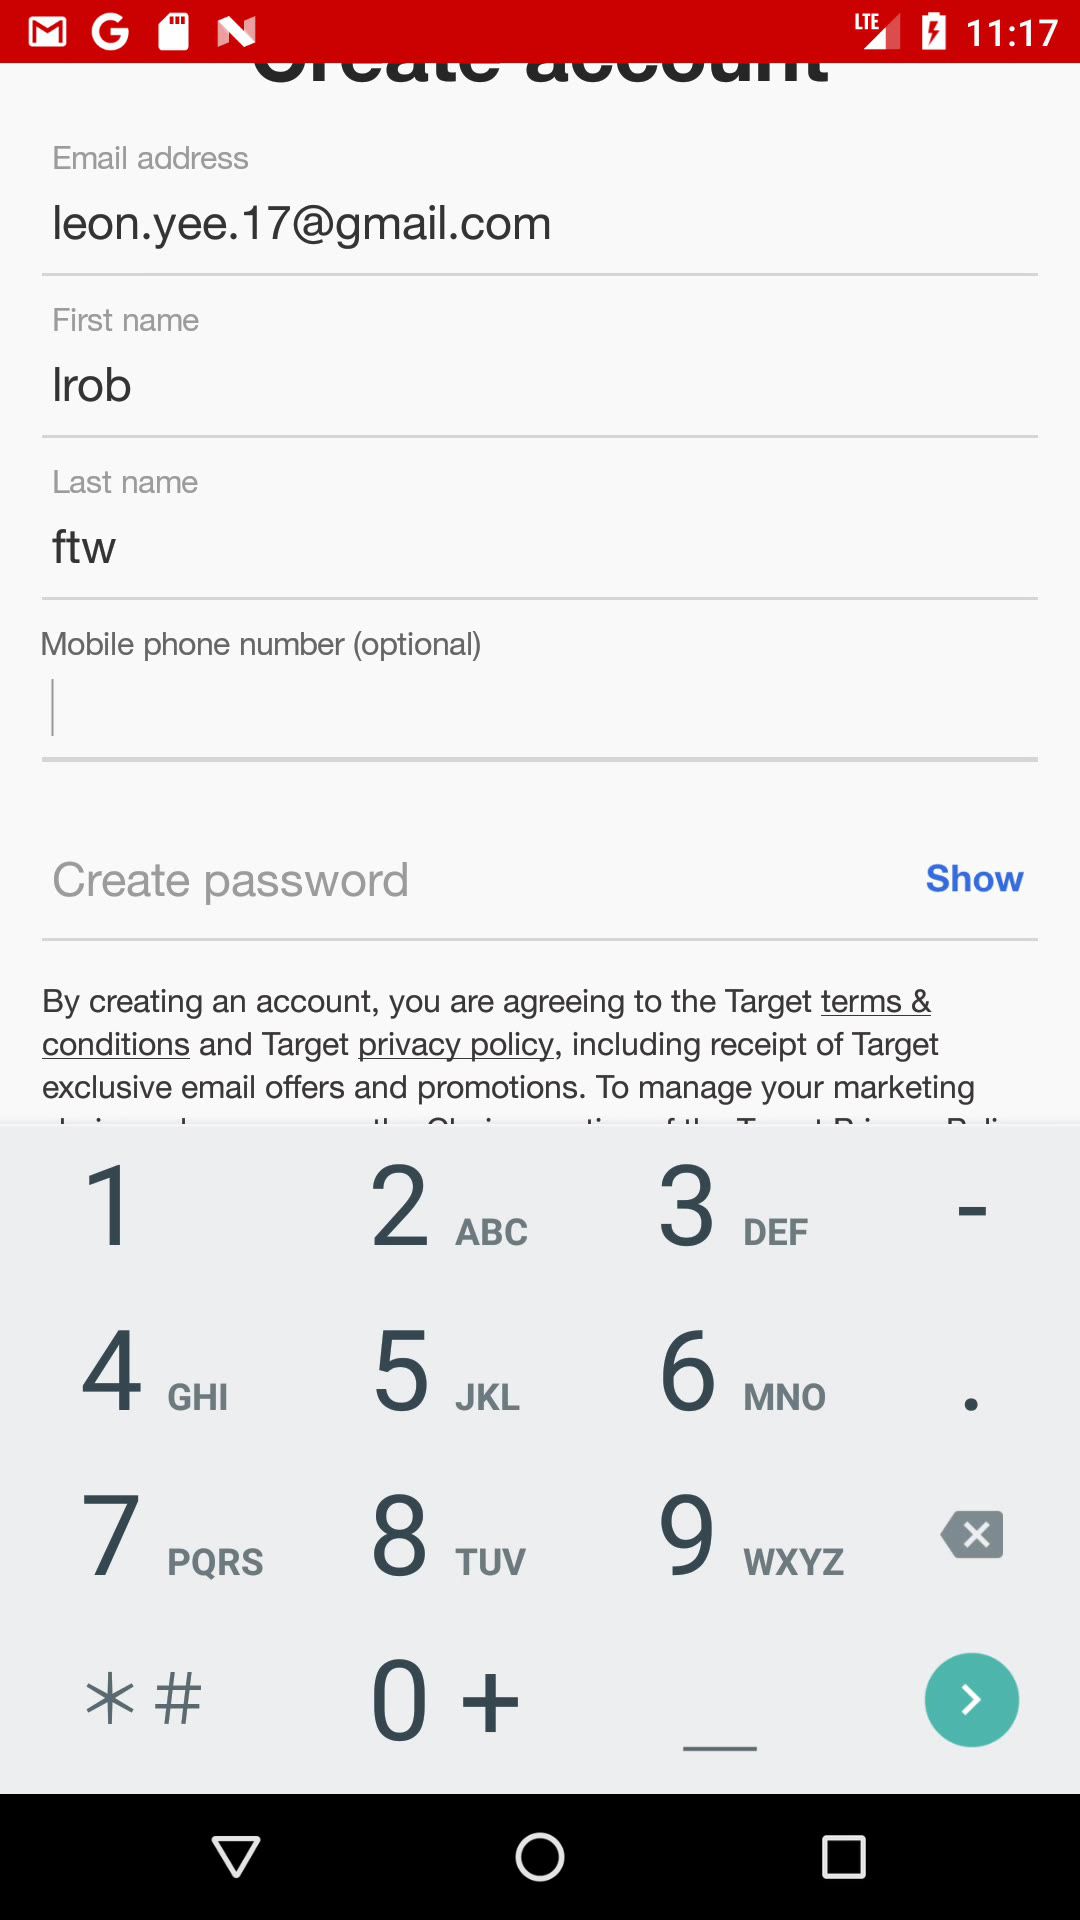 LTE 11:17
Create account
Email address
leon.yee.17@gmail.com
First name
lrob
Last name
ftw
Mobile phone number (optional)
Create password Show
By creating an account, you are agreeing to the Target terms &
conditions and Target privacy policy, including receipt of Target
exclusive email offers and promotions. To manage your marketing
1 2 ABC 3 DEF -
4 GHI 5 JKL 6 MNO .
7 PQRS 8 TUV 9 WXYZ
*# 0 + _